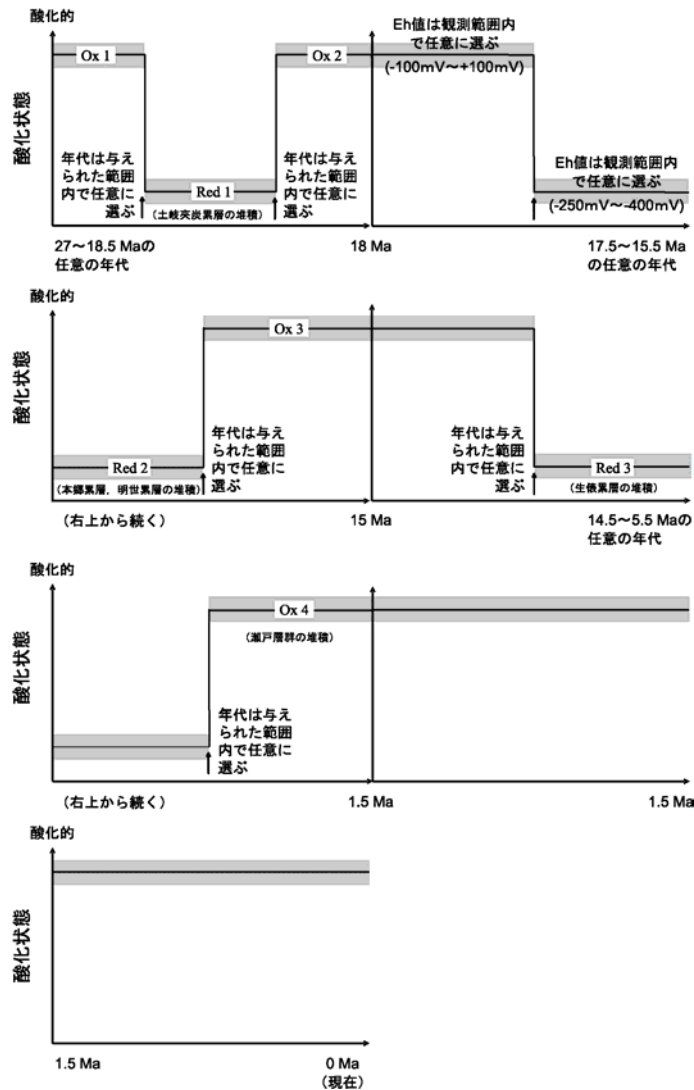 酸化的
Ox 1
Ox 2
Eh値は観測範囲内
で任意に選ぶ
(-100mV～+100mV)
酸化状態
年代は与え
られた範囲
内で任意に
選ぶ
Red 1
(土岐夾炭累層の堆積)
年代は与え
られた範囲
内で任意に
選ぶ
Eh値は観測範囲内
で任意に選ぶ
(-250mV～-400mV)
27～18.5 Maの
任意の年代
18 Ma
17.5～15.5 Ma
の任意の年代
酸化的
Ox 3
酸化状態
年代は与え
られた範囲
内で任意に
選ぶ
年代は与え
られた範囲
内で任意に
選ぶ
Red 2
(本郷累層，明世累層の堆積)
Red 3
(生俵累層の堆積)
(右上から続く)
15 Ma
14.5～5.5 Maの
任意の年代
酸化的
Ox 4
(瀬戸層群の堆積)
酸化状態
年代は与え
られた範囲
内で任意に
選ぶ
(右上から続く)
1.5 Ma
1.5 Ma
酸化的
酸化状態
1.5 Ma
0 Ma
(現在)